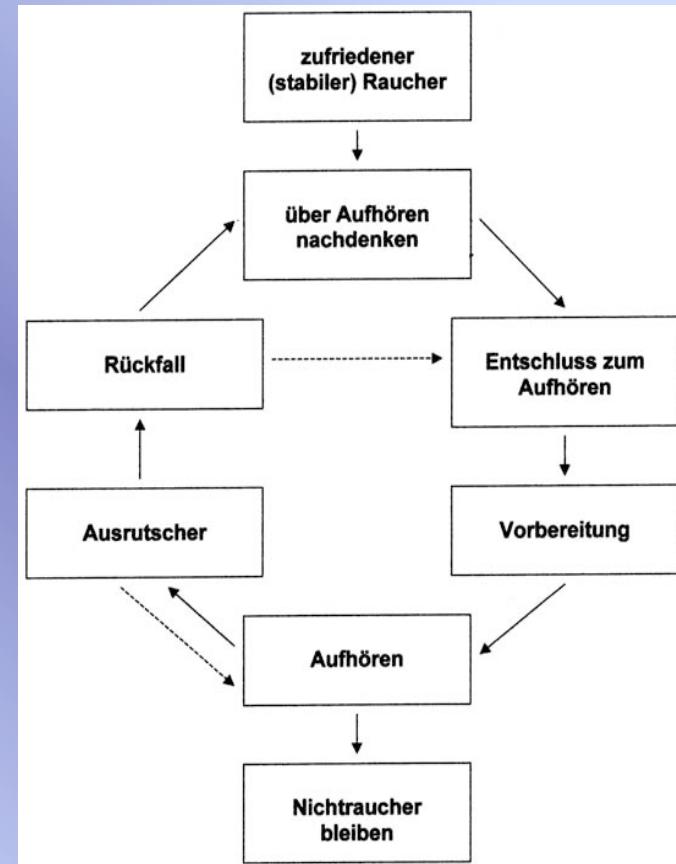 zufriedener
(stabiler) Raucher
über Aufhören
nachdenken
Rückfall
Entschluss zum
Aufhören
Ausrutscher
Vorbereitung
Aufhören
Nichtraucher
bleiben